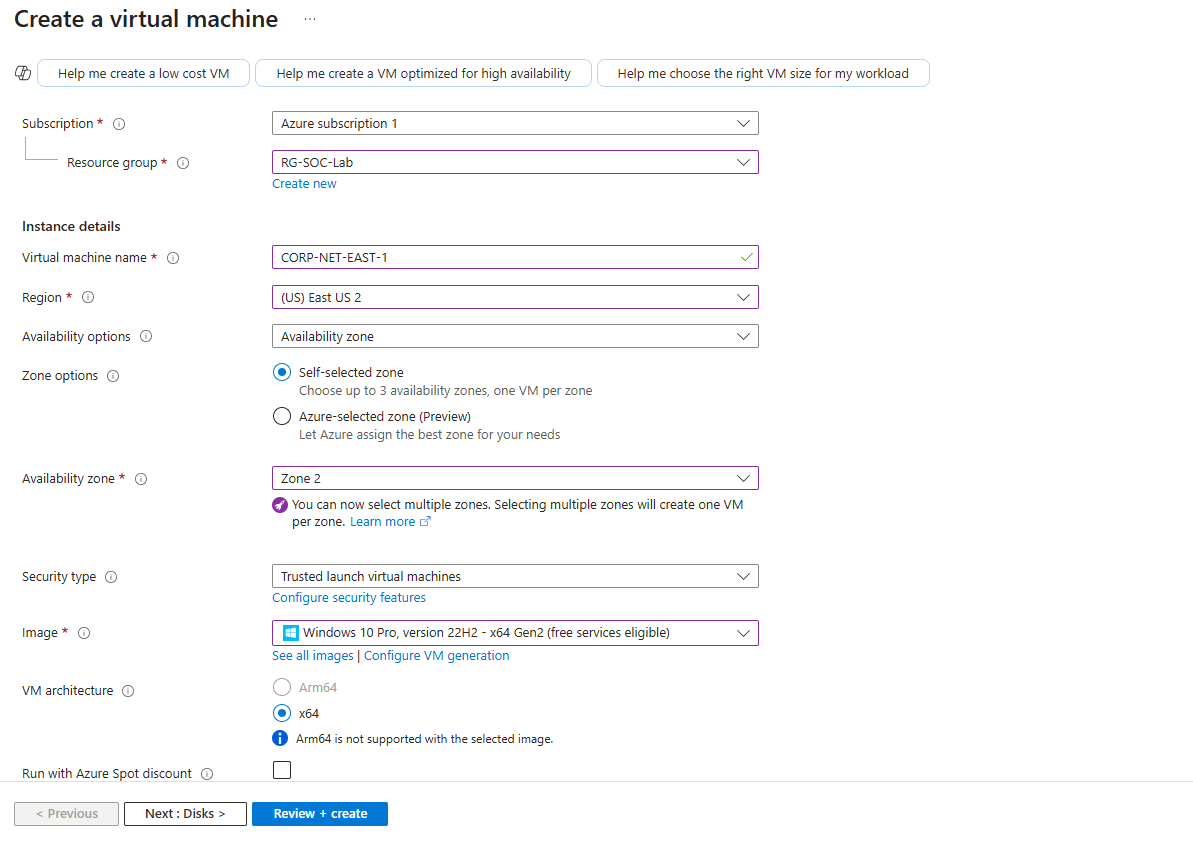 Create a virtual machine ...
Help me create a low cost VM
Help me create a VM optimized for high availability
Help me choose the right VM size for my workload
Subscription *
Azure subscription 1
Resource group *
RG-SOC-Lab
Create new
Instance details
Virtual machine name *
CORP-NET-EAST-1
Region *
(US) East US 2
Availability options
Availability zone
Zone options
Self-selected zone
Choose up to 3 availability zones, one VM per zone
Azure-selected zone (Preview)
Let Azure assign the best zone for your needs
Availability zone *
Zone 2
You can now select multiple zones. Selecting multiple zones will create one VM
per zone. Learn more
Security type
Trusted launch virtual machines
Configure security features
Image *
Windows 10 Pro, version 22H2 - x64 Gen2 (free services eligible)
See all images | Configure VM generation
VM architecture
Arm64
x64
Arm64 is not supported with the selected image.
Run with Azure Spot discount
< Previous
Next : Disks >
Review + create